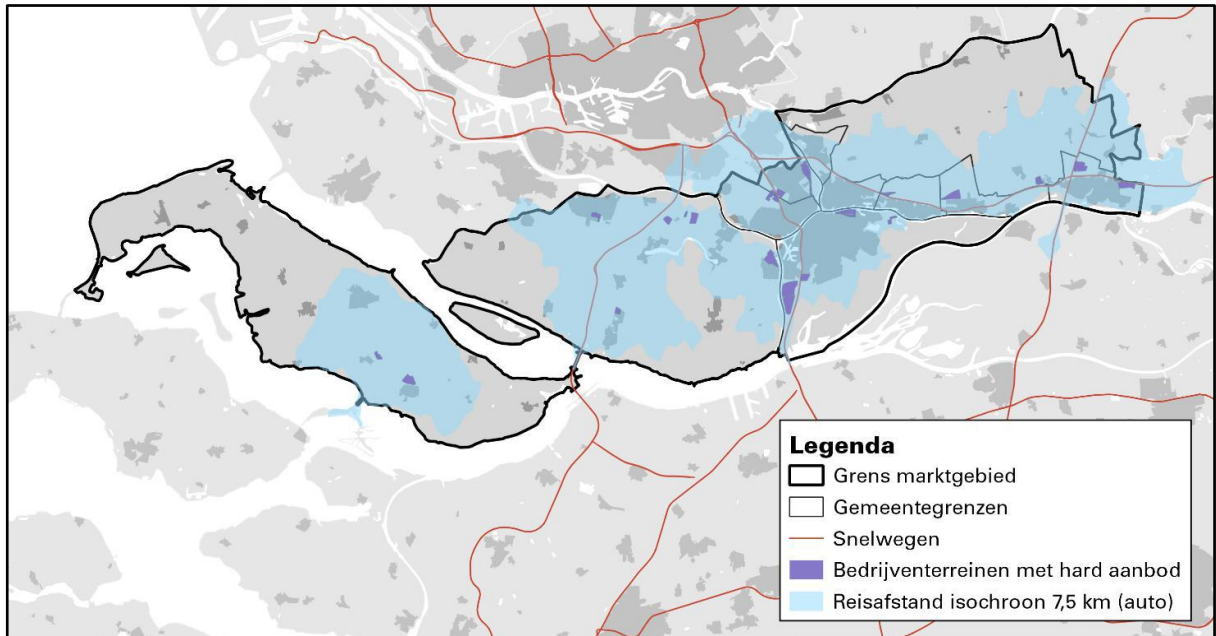 Legenda
Grens marktgebied
Gemeentegrenzen
Snelwegen
Bedrijventerreinen met hard aanbod
Reisafstand isochroon 7,5 km (auto)